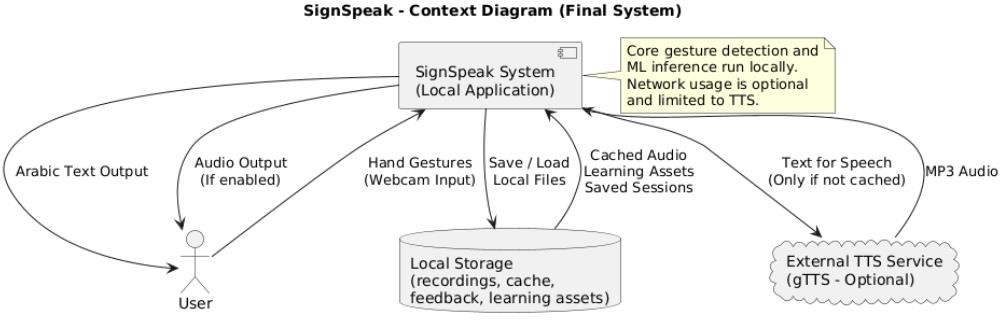 SignSpeak - Context Diagram (Final System)
SignSpeak System
(Local Application)
Core gesture detection and
ML inference run locally.
Network usage is optional
and limited to TTS.
Arabic Text Output
Audio Output
(If enabled)
Hand Gestures
(Webcam Input)
Save / Load
Local Files
Cached Audio
Learning Assets
Saved Sessions
Text for Speech
(Only if not cached)
MP3 Audio
User
Local Storage
(recordings, cache,
feedback, learning assets)
External TTS Service
(gTTS - Optional)